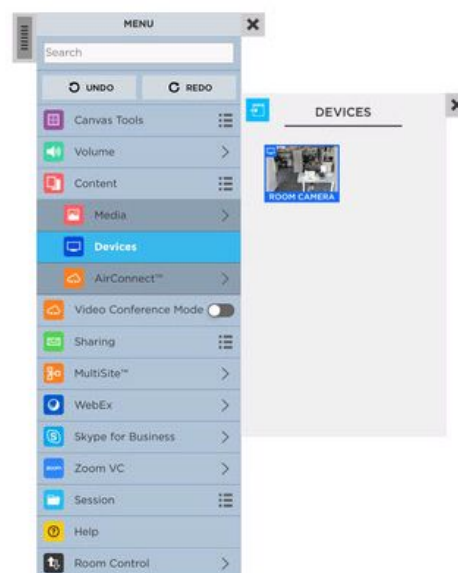 MENU
Search
UNDO
REDO
Canvas Tools
Volume
Content
Media
Devices
AirConnect™
Video Conference Mode
Sharing
MultiSite™
WebEx
Skype for Business
zoom
Zoom VC
Session
Help
Room Control
DEVICES
ROOM CAMERA